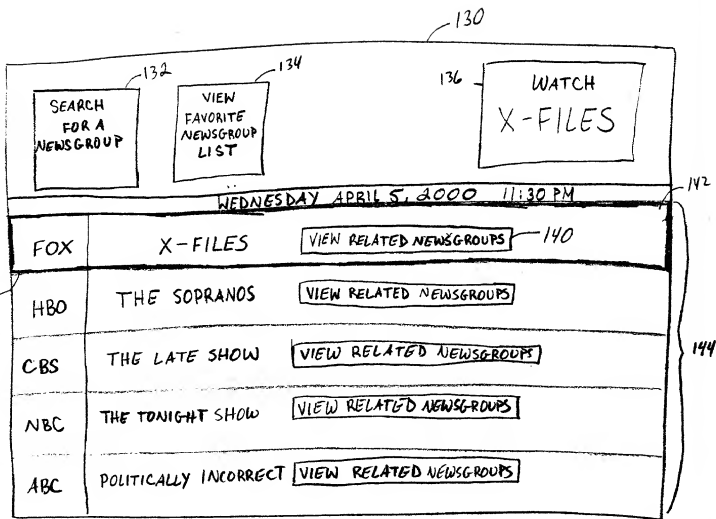 130
132
134
136
SEARCH
FOR A
NEWSGROUP
VIEW
FAVORITE
NEWSGROUP
LIST
WATCH
X-FILES
WEDNESDAY APRIL 5, 2000 11:30 PM
142
FOX X-FILES VIEW RELATED NEWSGROUPS 140
HBO THE SOPRANOS VIEW RELATED NEWSGROUPS
CBS THE LATE SHOW VIEW RELATED NEWSGROUPS
144
NBC THE TONIGHT SHOW VIEW RELATED NEWSGROUPS
ABC POLITICALLY INCORRECT VIEW RELATED NEWSGROUPS